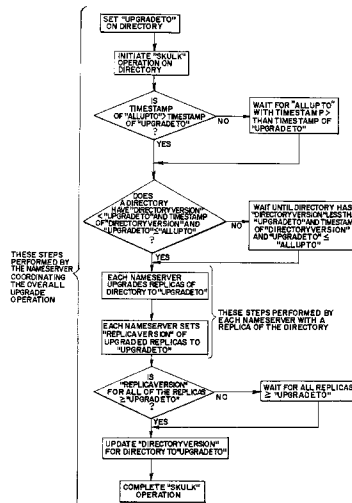 SET "UPGRADETO"
ON DIRECTORY
INITIATE "SKULK"
OPERATION ON
DIRECTORY
IS
TIMESTAMP
OF "ALLUPTO">TIMESTAMP
OF "UPGRADETO"
?
NO
WAIT FOR "ALLUPTO"
WITH TIMESTAMP >
THAN TIMESTAMP OF
"UPGRADETO"
YES
DOES
A DIRECTORY
HAVE "DIRECTORYVERSION"
<"UPGRADETO" AND TIMESTAMP
OF "DIRECTORYVERSION" AND
"UPGRADETO"≤"ALLUPTO"
?
NO
WAIT UNTIL DIRECTORY HAS
"DIRECTORYVERSION" LESS THAN
"UPGRADETO" AND TIMESTAMP
OF "DIRECTORYVERSION"
AND "UPGRADETO" ≤
"ALLUPTO"
YES
THESE STEPS
PERFORMED BY
THE NAMESERVER
COORDINATING
THE OVERALL
UPGRADE
OPERATION
EACH NAMESERVER
UPGRADES REPLICAS OF
DIRECTORY TO "UPGRADETO"
EACH NAMESERVER SETS
"REPLICAVERSION" OF
UPGRADED REPLICAS TO
"UPGRADETO"
THESE STEPS PERFORMED BY
EACH NAMESERVER WITH A
REPLICA OF THE DIRECTORY
IS
"REPLICAVERSION"
FOR ALL OF THE REPLICAS
≥ "UPGRADETO"
?
NO
WAIT FOR ALL REPLICAS
≥ "UPGRADETO"
YES
UPDATE "DIRECTORYVERSION"
FOR DIRECTORY TO "UPGRADETO"
COMPLETE "SKULK"
OPERATION